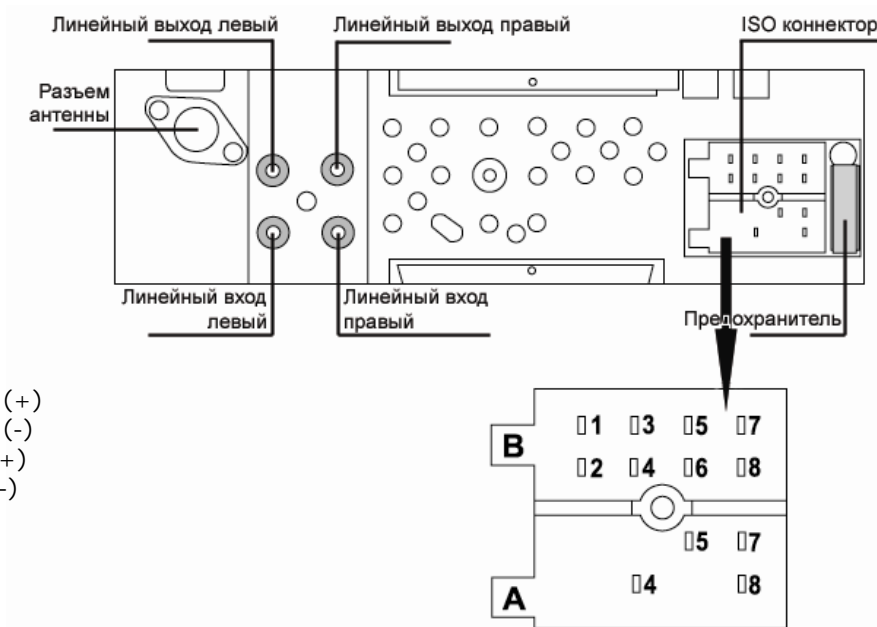 Линейный выход левый
Линейный выход правый
ISO коннектор
Разъем
антенны
Линейный вход
левый
Линейный вход
правый
Предохранитель
(+)
(-)
+)
-)
B
1 3 5 7
2 4 6 8
5 7
A
4 8